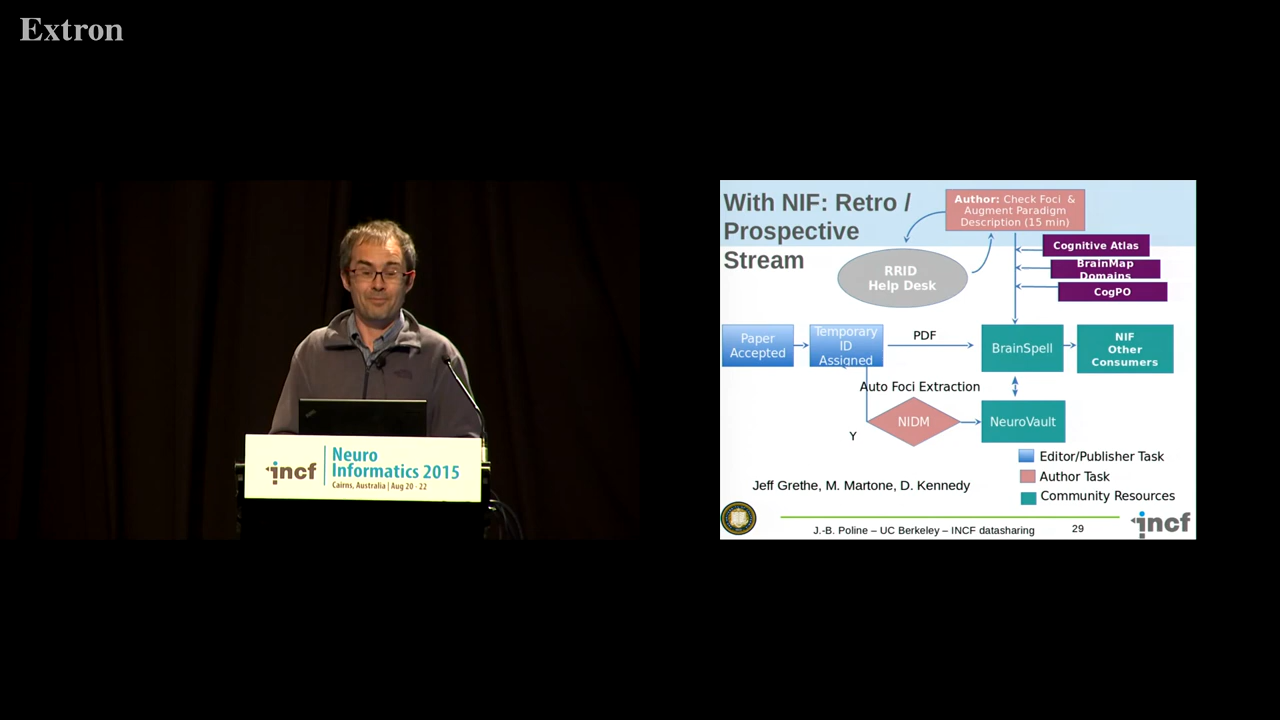 Extron
incf
Neuro
Informatics 2015
Cairns, Australia | Aug 20 - 22
With NIF: Retro /
Prospective
Stream
Author: Check Foci &
Augment Paradigm
Description (15 min)
RRID
Help Desk
Cognitive Atlas
BrainMap
Domains
CogPO
Paper
Accepted
Temporary
ID
Assigned
PDF
BrainSpell
NIF
Other
Consumers
Auto Foci Extraction
Y
NIDM
NeuroVault
Editor/Publisher Task
Author Task
Community Resources
Jeff Grethe, M. Martone, D. Kennedy
J.-B. Poline – UC Berkeley – INCF datasharing
29
incf